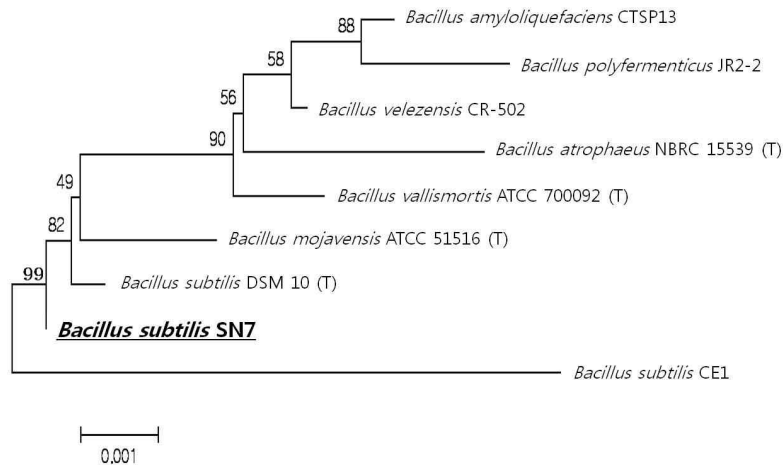 88
Bacillus amyloliquefaciens CTSP13
58
Bacillus polyfermenticus JR2-2
56
Bacillus velezensis CR-502
90
Bacillus atrophaeus NBRC 15539 (T)
49
Bacillus vallismortis ATCC 700092 (T)
82
Bacillus mojavensis ATCC 51516 (T)
99
Bacillus subtilis DSM 10 (T)
Bacillus subtilis SN7
Bacillus subtilis CE1
0.001